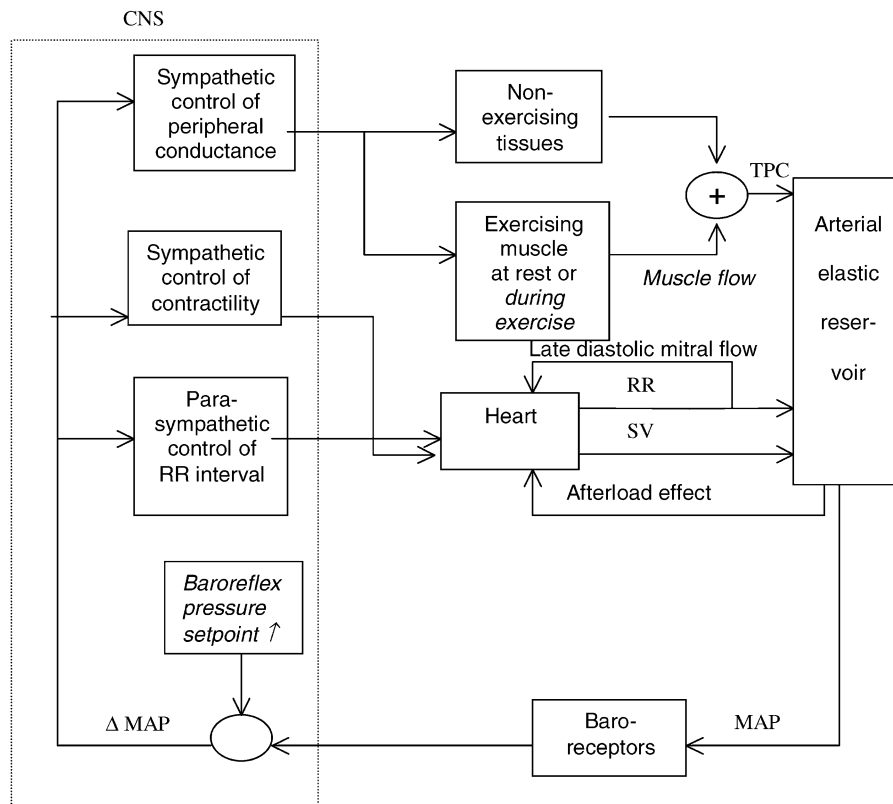 CNS
Sympathetic
control of
peripheral
conductance
Non-
exercising
tissues
TPC
+
Sympathetic
control of
contractility
Exercising
muscle
at rest or
during
exercise
Muscle flow
Arterial
elastic
reser-
voir
Late diastolic mitral flow
Para-
sympathetic
control of
RR interval
Heart
RR
SV
Afterload effect
Baroreflex
pressure
setpoint ↑
Δ MAP
Baro-
receptors
MAP